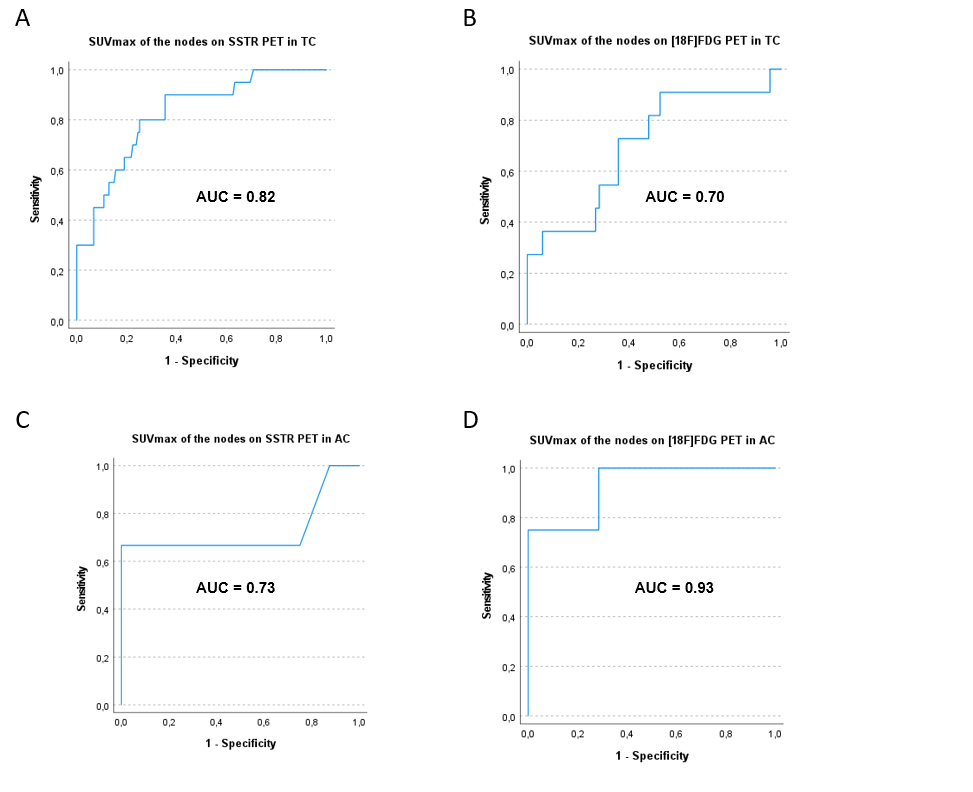 A
SUVmax of the nodes on SSTR PET in TC
1,0
0,8
0,6
0,4
0,2
0,0
Sensitivity
AUC = 0.82
0,0 0,2 0,4 0,6 0,8 1,0
1 - Specificity
B
SUVmax of the nodes on [18F]FDG PET in TC
1,0
0,8
0,6
0,4
0,2
0,0
Sensitivity
AUC = 0.70
0,0 0,2 0,4 0,6 0,8 1,0
1 - Specificity
C
SUVmax of the nodes on SSTR PET in AC
1,0
0,8
0,6
0,4
0,2
0,0
Sensitivity
AUC = 0.73
0,0 0,2 0,4 0,6 0,8 1,0
1 - Specificity
D
SUVmax of the nodes on [18F]FDG PET in AC
1,0
0,8
0,6
0,4
0,2
0,0
Sensitivity
AUC = 0.93
0,0 0,2 0,4 0,6 0,8 1,0
1 - Specificity